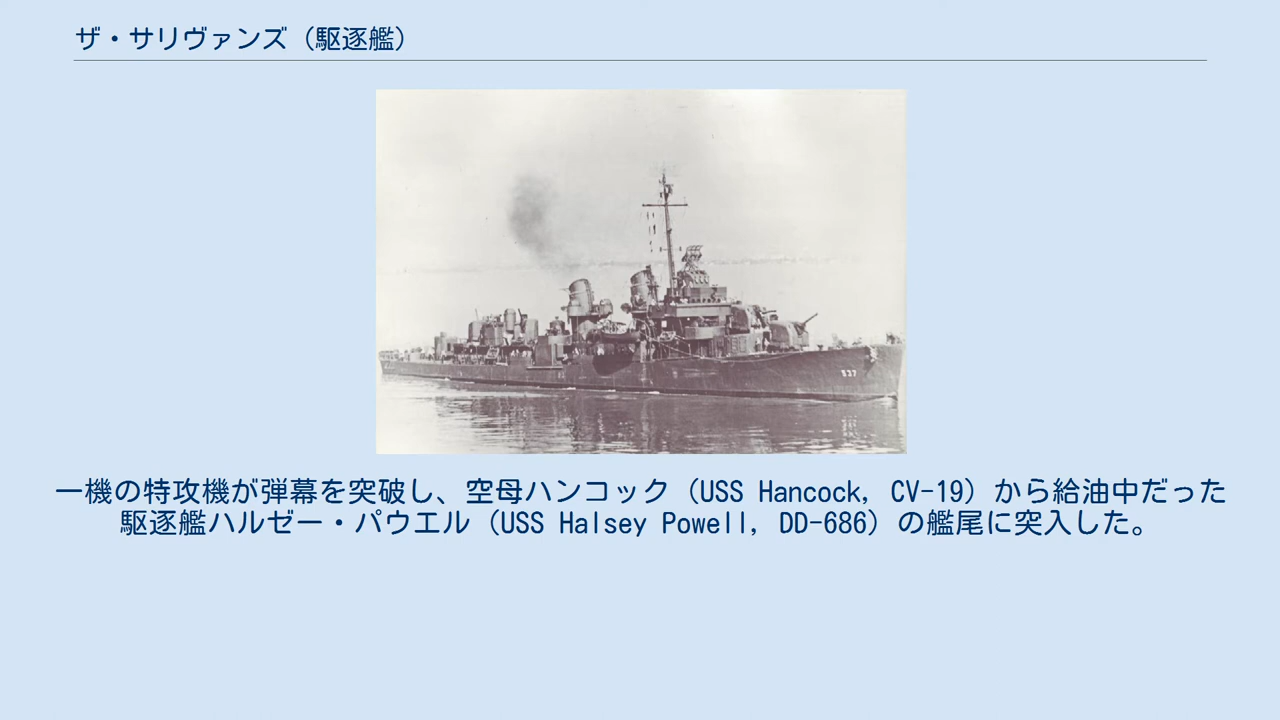 ザ・サリヴァンズ（駆逐艦）
537
一機の特攻機が弾幕を突破し、空母ハンコック（USS Hancock, CV-19）から給油中だった
駆逐艦ハルゼー・パウエル（USS Halsey Powell, DD-686）の艦尾に突入した。